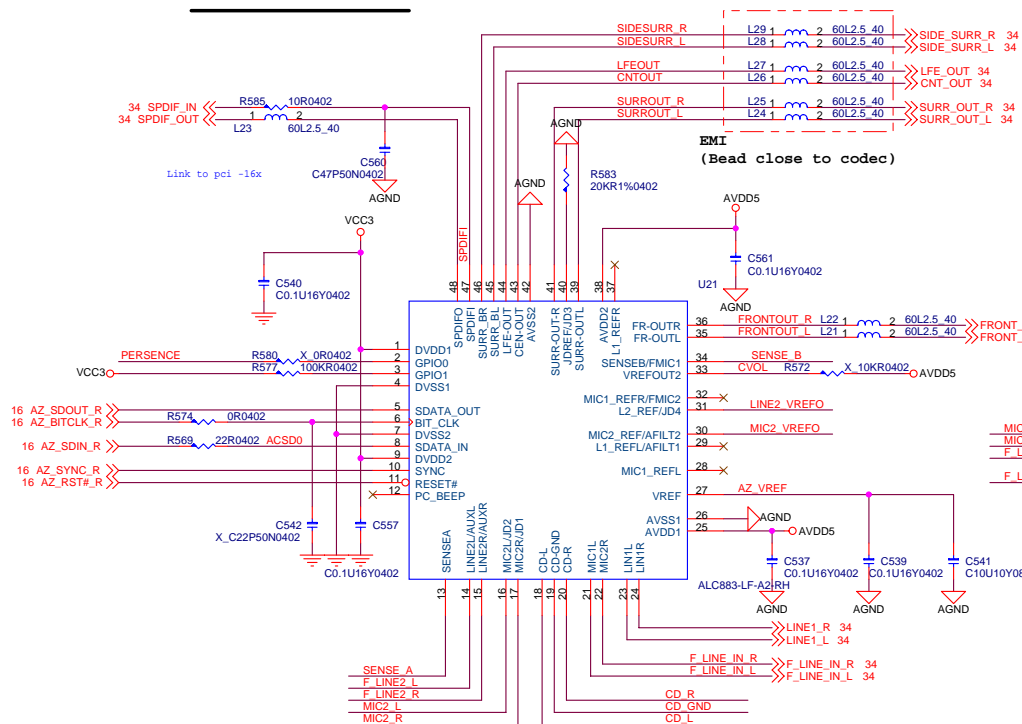 SIDESURR_R L29 1 2 60L2.5_40 SIDE_SURR_R 34
SIDESURR_L L28 1 2 60L2.5_40 SIDE_SURR_L 34
LFEOUT L27 1 2 60L2.5_40 LFE_OUT 34
CNTOUT L26 1 2 60L2.5_40 CNT_OUT 34
34 SPDIF_IN R585 10R0402
34 SPDIF_OUT L23 1 2 60L2.5_40
SURROUT_R L25 1 2 60L2.5_40 SURR_OUT_R 34
SURROUT_L L24 1 2 60L2.5_40 SURR_OUT_L 34
EMI
(Bead close to codec)
Link to pci -16x
C560
C47P50N0402
AGND
AGND
AGND
R583
20KR1%0402
AVDD5
VCC3
C540
C0.1U16Y0402
SPDIFI
C561
C0.1U16Y0402
AGND
U21
48 47 46 45 44 43 42 41 40 39 38 37
SPDIFO
SPDIFI
SURR_BR
SURR_BL
LFE-OUT
CEN-OUT
AVSS2
SURR-OUT-R
JDREF/JD3
SURR-OUTL
AVDD2
L1_REFR
1 DVDD1
2 GPIO0
3 GPIO1
4 DVSS1
5 SDATA_OUT
6 BIT_CLK
7 DVSS2
8 SDATA_IN
9 DVDD2
10 SYNC
11 RESET#
12 PC_BEEP
PERSENCE R580 X_0R0402
VCC3 R577 100KR0402
16 AZ_SDOUT_R
16 AZ_BITCLK_R R574 0R0402
16 AZ_SDIN_R R569 22R0402 ACSD0
16 AZ_SYNC_R
16 AZ_RST#_R
C542
X_C22P50N0402
C557
C0.1U16Y0402
FR-OUTR 36 FRONTOUT_R L22 1 2 60L2.5_40 FRONT_
FR-OUTL 35 FRONTOUT_L L21 1 2 60L2.5_40 FRONT_
SENSEB/FMIC1 34 SENSE_B
VREFOUT2 33 CVOL R572 X_10KR0402 AVDD5
MIC1_REFR/FMIC2 32
L2_REF/JD4 31 LINE2_VREFO
MIC2_REF/AFILT2 30 MIC2_VREFO
L1_REFL/AFILT1 29
MIC1_REFL 28
VREF 27 AZ_VREF
AVSS1 26 AGND
AVDD1 25 AVDD5
MIC
MIC
F_L
F_L
C537
C0.1U16Y0402
AGND
C539
C0.1U16Y0402
AGND
C541
C10U10Y08
AGND
ALC883-LF-A2-RH
SENSEA
LINE2L/AUXL
LINE2R/AUXR
MIC2L/JD2
MIC2R/JD1
CD-L
CD-GND
CD-R
MIC1L
MIC2R
LIN1L
LIN1R
13 14 15 16 17 18 19 20 21 22 23 24
LINE1_R 34
LINE1_L 34
F_LINE_IN_R F_LINE_IN_R 34
F_LINE_IN_L F_LINE_IN_L 34
SENSE_A
F_LINE2_L
F_LINE2_R
MIC2_L
MIC2_R
CD_R
CD_GND
CD_L